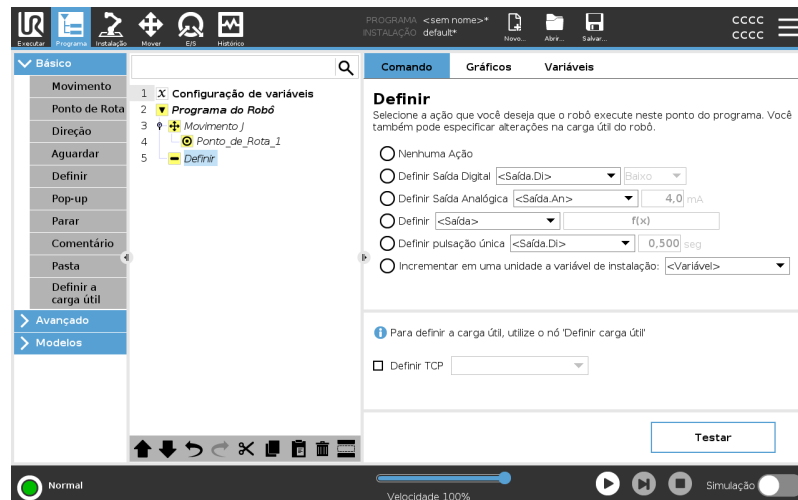 PROGRAMA <sem nome>*
INSTALAÇÃO default*
Executar
Programa
Instalação
Mover
E/S
Histórico
Novo...
Abrir...
Salvar...
cccc
cccc
Básico
Movimento
Ponto de Rota
Direção
Aguardar
Definir
Pop-up
Parar
Comentário
Pasta
Definir a
carga útil
Avançado
Modelos
1 X Configuração de variáveis
2 Programa do Robô
3 Movimento J
4 Ponto_de_Rota_1
5 Definir
Comando Gráficos Variáveis
Definir
Selecione a ação que você deseja que o robô execute neste ponto do programa. Você
também pode especificar alterações na carga útil do robô.
Nenhuma Ação
Definir Saída Digital <Saída.Di> Baixo
Definir Saída Analógica <Saída.An> 4,0 mA
Definir <Saída> f(x)
Definir pulsação única <Saída.Di> 0,500 seg
Incrementar em uma unidade a variável de instalação: <Variável>
Para definir a carga útil, utilize o nó 'Definir carga útil'
Definir TCP
Testar
Normal
Velocidade 100%
Simulação